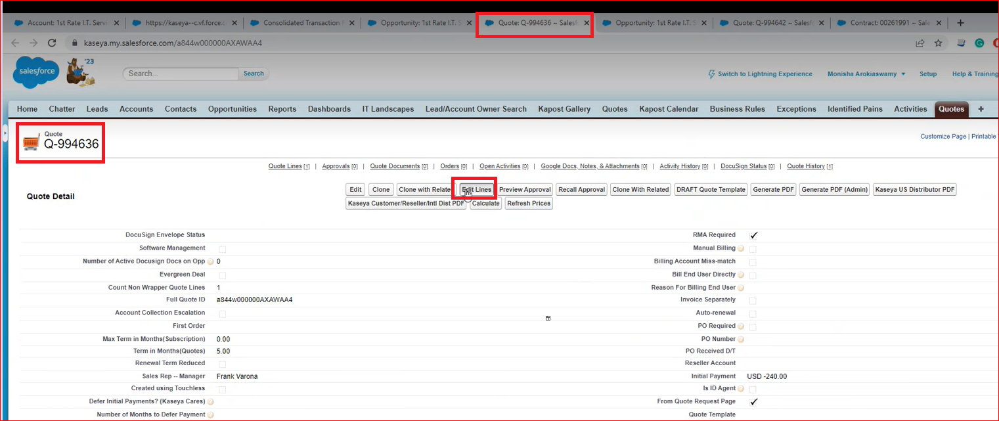 Account: 1st Rate I.T. Servi
https://kaseya--c.vf.force.c
Consolidated Transaction
Opportunity: 1st Rate I.T. S
Quote: Q-994636 ~ Salesf
Opportunity: 1st Rate I.T. S
Quote: Q-994642 ~ Salesf
Contract: 00261991 ~ Sale
kaseya.my.salesforce.com/a844w000000AXAWAA4
salesforce
'23
Search...
Search
Switch to Lightning Experience
Monisha Arokiaswamy
Setup
Help & Training
Home Chatter Leads Accounts Contacts Opportunities Reports Dashboards IT Landscapes Lead/Account Owner Search Kapost Gallery Quotes Kapost Calendar Business Rules Exceptions Identified Pains Activities Quotes +
Quote
Q-994636
Customize Page | Printable
Quote Lines [1] | Approvals [0] | Quote Documents [0] | Orders [0] | Open Activities [0] | Google Docs, Notes, & Attachments [0] | Activity History [0] | DocuSign Status [0] | Quote History [1]
Quote Detail
Edit Clone Clone with Related Edit Lines Preview Approval Recall Approval Clone With Related DRAFT Quote Template Generate PDF Generate PDF (Admin) Kaseya US Distributor PDF
Kaseya Customer/Reseller/Intl Dist PDF Calculate Refresh Prices
DocuSign Envelope Status
RMA Required
Software Management
Manual Billing
Number of Active Docusign Docs on Opp 0
Billing Account Miss-match
Evergreen Deal
Bill End User Directly
Count Non Wrapper Quote Lines 1
Reason For Billing End User
Full Quote ID a844w000000AXAWAA4
Invoice Separately
Account Collection Escalation
Auto-renewal
First Order
PO Required
Max Term in Months(Subscription) 0.00
PO Number
Term in Months(Quotes) 5.00
PO Received D/T
Renewal Term Reduced
Reseller Account
Sales Rep -- Manager Frank Varona
Initial Payment USD -240.00
Created using Touchless
Is ID Agent
Defer Initial Payments? (Kaseya Cares)
From Quote Request Page
Number of Months to Defer Payment
Quote Template